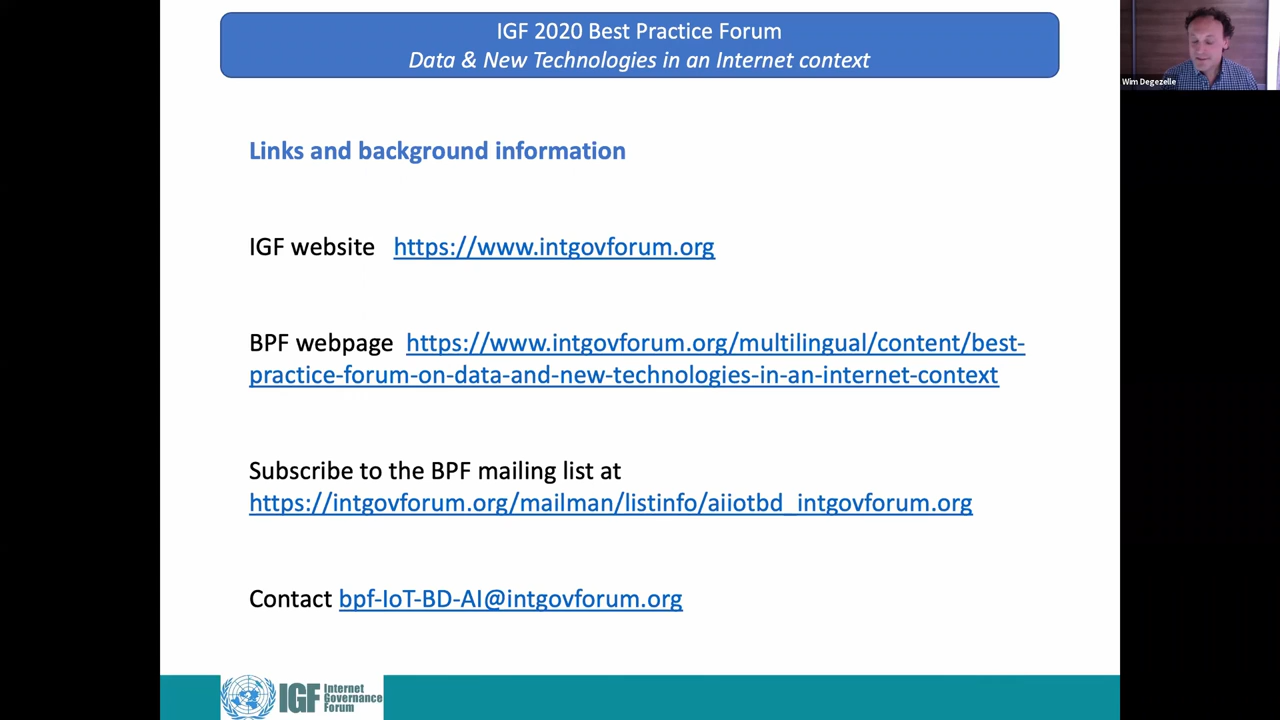 IGF 2020 Best Practice Forum
Data & New Technologies in an Internet context
Wim Degezelle
Links and background information
IGF website https://www.intgovforum.org
BPF webpage https://www.intgovforum.org/multilingual/content/best-
practice-forum-on-data-and-new-technologies-in-an-internet-context
Subscribe to the BPF mailing list at
https://intgovforum.org/mailman/listinfo/aiiotbd_intgovforum.org
Contact bpf-IoT-BD-AI@intgovforum.org
IGF
Internet
Governance
Forum